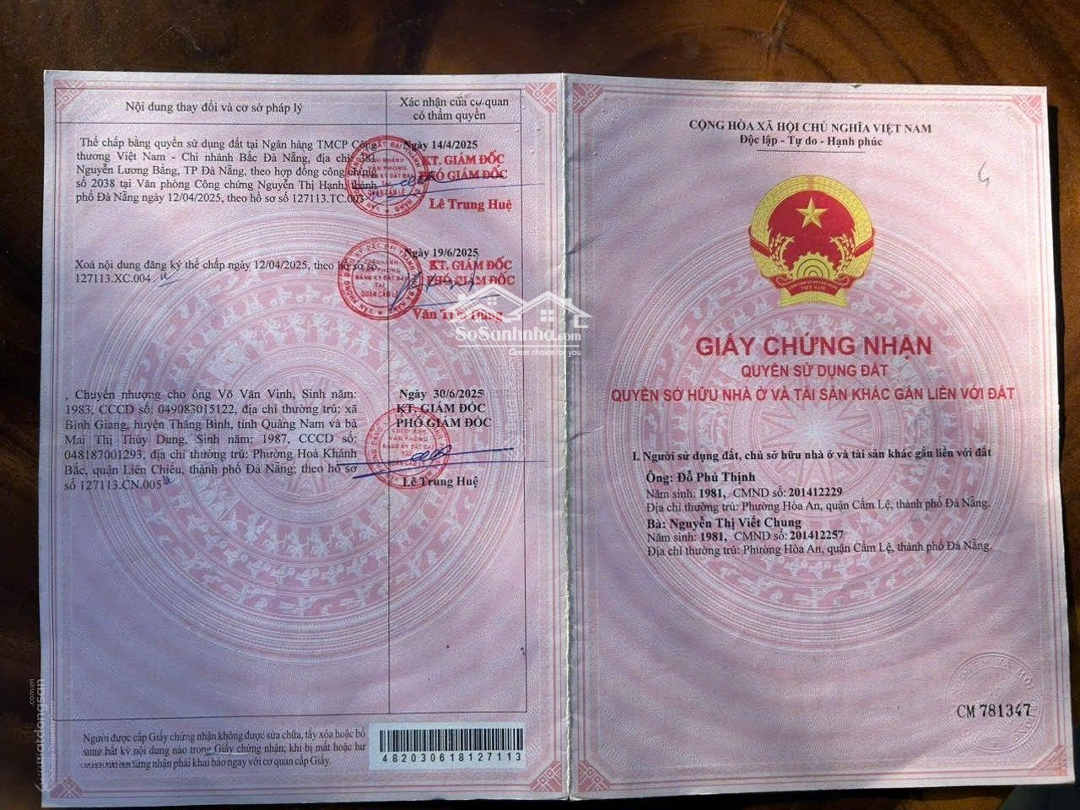 Nội dung thay đổi và cơ sở pháp lý
Xác nhận của cơ quan
có thẩm quyền
Thế chấp bằng quyền sử dụng đất tại Ngân hàng TMCP Công
thương Việt Nam - Chi nhánh Bắc Đà Nẵng, địa chỉ: 381
Nguyễn Lương Bằng, TP Đà Nẵng, theo hợp đồng công chứng
số 2038 tại Văn phòng Công chứng Nguyễn Thị Hạnh, thành
phố Đà Nẵng ngày 12/04/2025, theo hồ sơ số 127113.TC.003
Ngày 14/4/2025
KT. GIÁM ĐỐC
PHÓ GIÁM ĐỐC
Lê Trung Huệ
Xoá nội dung đăng ký thế chấp ngày 12/04/2025, theo hồ sơ số
127113.XC.004
Ngày 19/6/2025
KT. GIÁM ĐỐC
PHÓ GIÁM ĐỐC
Văn Tiến Dũng
. Chuyển nhượng cho ông Võ Văn Vinh, Sinh năm:
1983, CCCD số: 049083015122, địa chỉ thường trú: xã
Bình Giang, huyện Thăng Bình, tỉnh Quảng Nam và bà
Mai Thị Thùy Dung, Sinh năm: 1987, CCCD số:
048187001293, địa chỉ thường trú: Phường Hoà Khánh
Bắc, quận Liên Chiểu, thành phố Đà Nẵng; theo hồ sơ
số 127113.CN.005
Ngày 30/6/2025
KT. GIÁM ĐỐC
PHÓ GIÁM ĐỐC
Lê Trung Huệ
Người được cấp Giấy chứng nhận không được sửa chữa, tẩy xóa hoặc bổ
sung bất kỳ nội dung nào trong Giấy chứng nhận; khi bị mất hoặc hư
hỏng Giấy chứng nhận phải khai báo ngay với cơ quan cấp Giấy.
482030618127113
CỘNG HÒA XÃ HỘI CHỦ NGHĨA VIỆT NAM
Độc lập - Tự do - Hạnh phúc
GIẤY CHỨNG NHẬN
QUYỀN SỬ DỤNG ĐẤT
QUYỀN SỞ HỮU NHÀ Ở VÀ TÀI SẢN KHÁC GẮN LIỀN VỚI ĐẤT
I. Người sử dụng đất, chủ sở hữu nhà ở và tài sản khác gắn liền với đất
Ông: Đỗ Phú Thịnh
Năm sinh: 1981, CMND số: 201412229
Địa chỉ thường trú: Phường Hòa An, quận Cẩm Lệ, thành phố Đà Nẵng.
Bà: Nguyễn Thị Viết Chung
Năm sinh: 1981, CMND số: 201412257
Địa chỉ thường trú: Phường Hòa An, quận Cẩm Lệ, thành phố Đà Nẵng.
CM 781347
SoSanhnha.com
Great choice for you